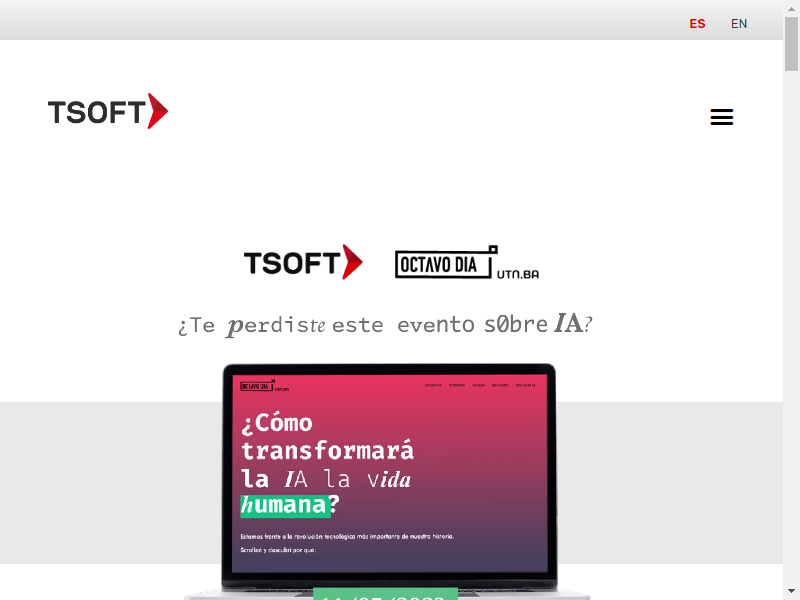 ES EN
TSOFT
TSOFT OCTAVO DIA UTN.BA
¿Te perdiste este evento s0bre IA?
OCTAVO DIA UTN.BA
¿Cómo
transformará
la IA la vida
humana?
Estamos frente a la revolución tecnológica más importante de nuestra historia.
Scrolleá y descubrí por qué: